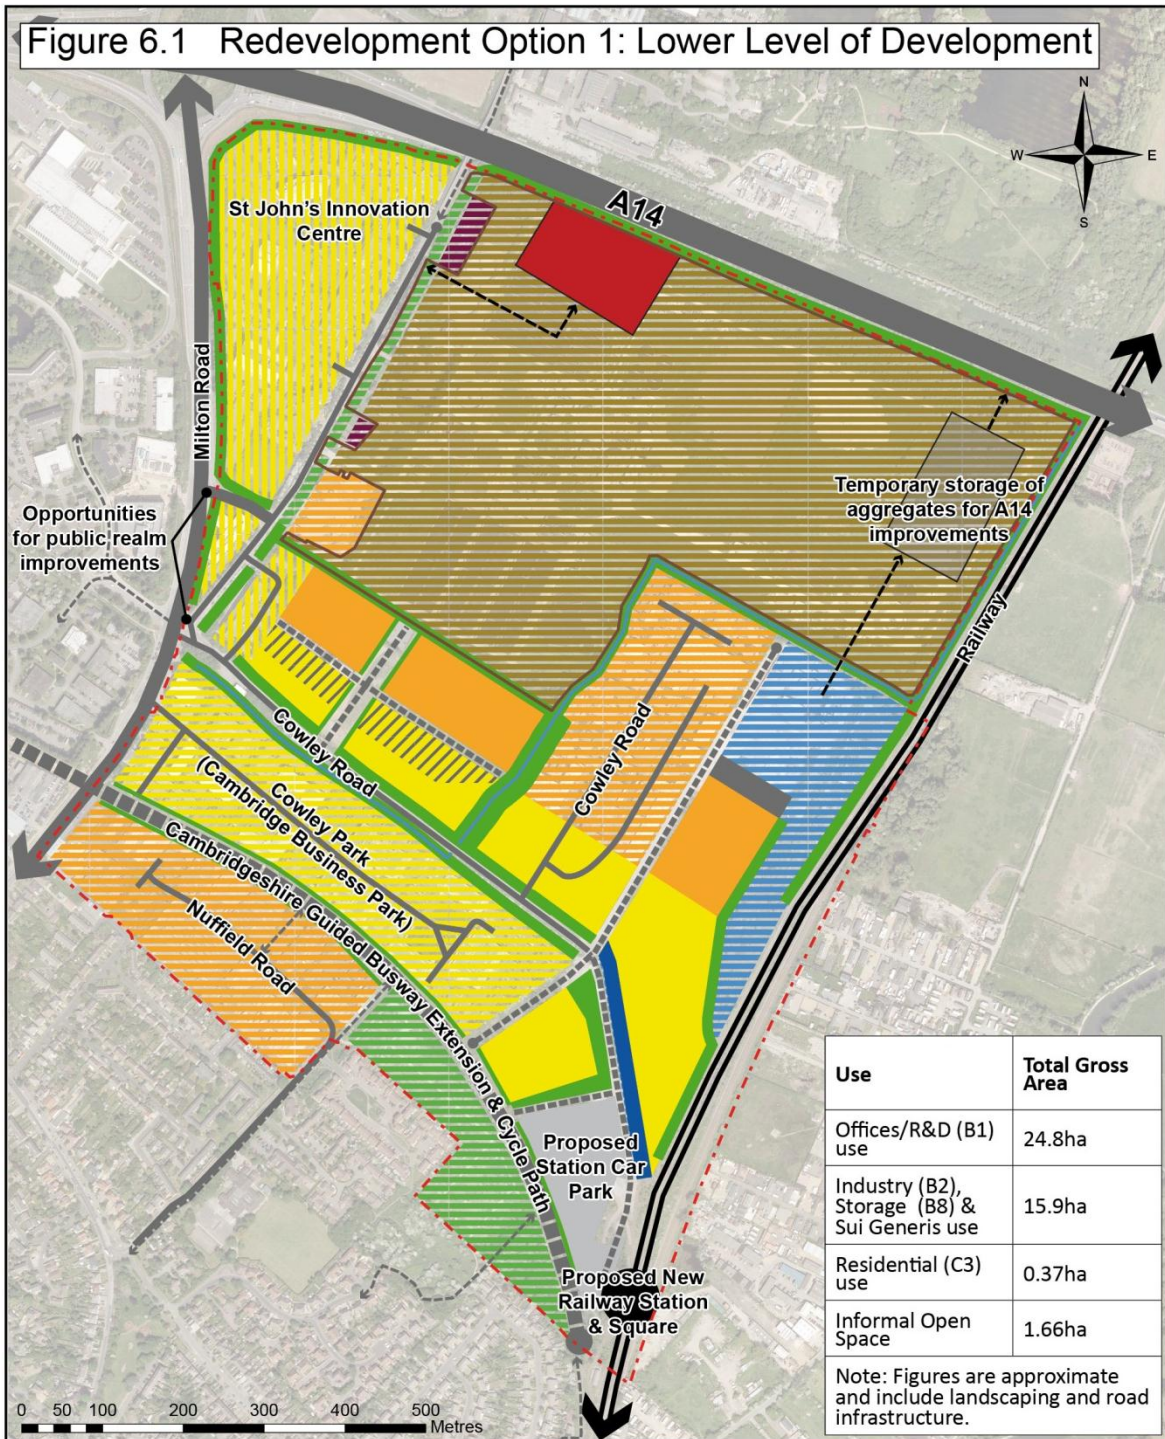 Figure 6.1 Redevelopment Option 1: Lower Level of Development
N
W E
S
A14
St John's Innovation
Centre
Milton Road
Opportunities
for public realm
improvements
Temporary storage of
aggregates for A14
improvements
Railway
Cowley Road
Cowley Road
Cowley Park
(Cambridge Business Park)
Cambridgeshire Guided Busway Extension & Cycle Path
Nuffield Road
Proposed
Station Car
Park
Proposed New
Railway Station
& Square
Use Total Gross
Area
Offices/R&D (B1)
use 24.8ha
Industry (B2),
Storage (B8) &
Sui Generis use 15.9ha
Residential (C3)
use 0.37ha
Informal Open
Space 1.66ha
Note: Figures are approximate
and include landscaping and road
infrastructure.
0 50 100 200 300 400 500
Metres